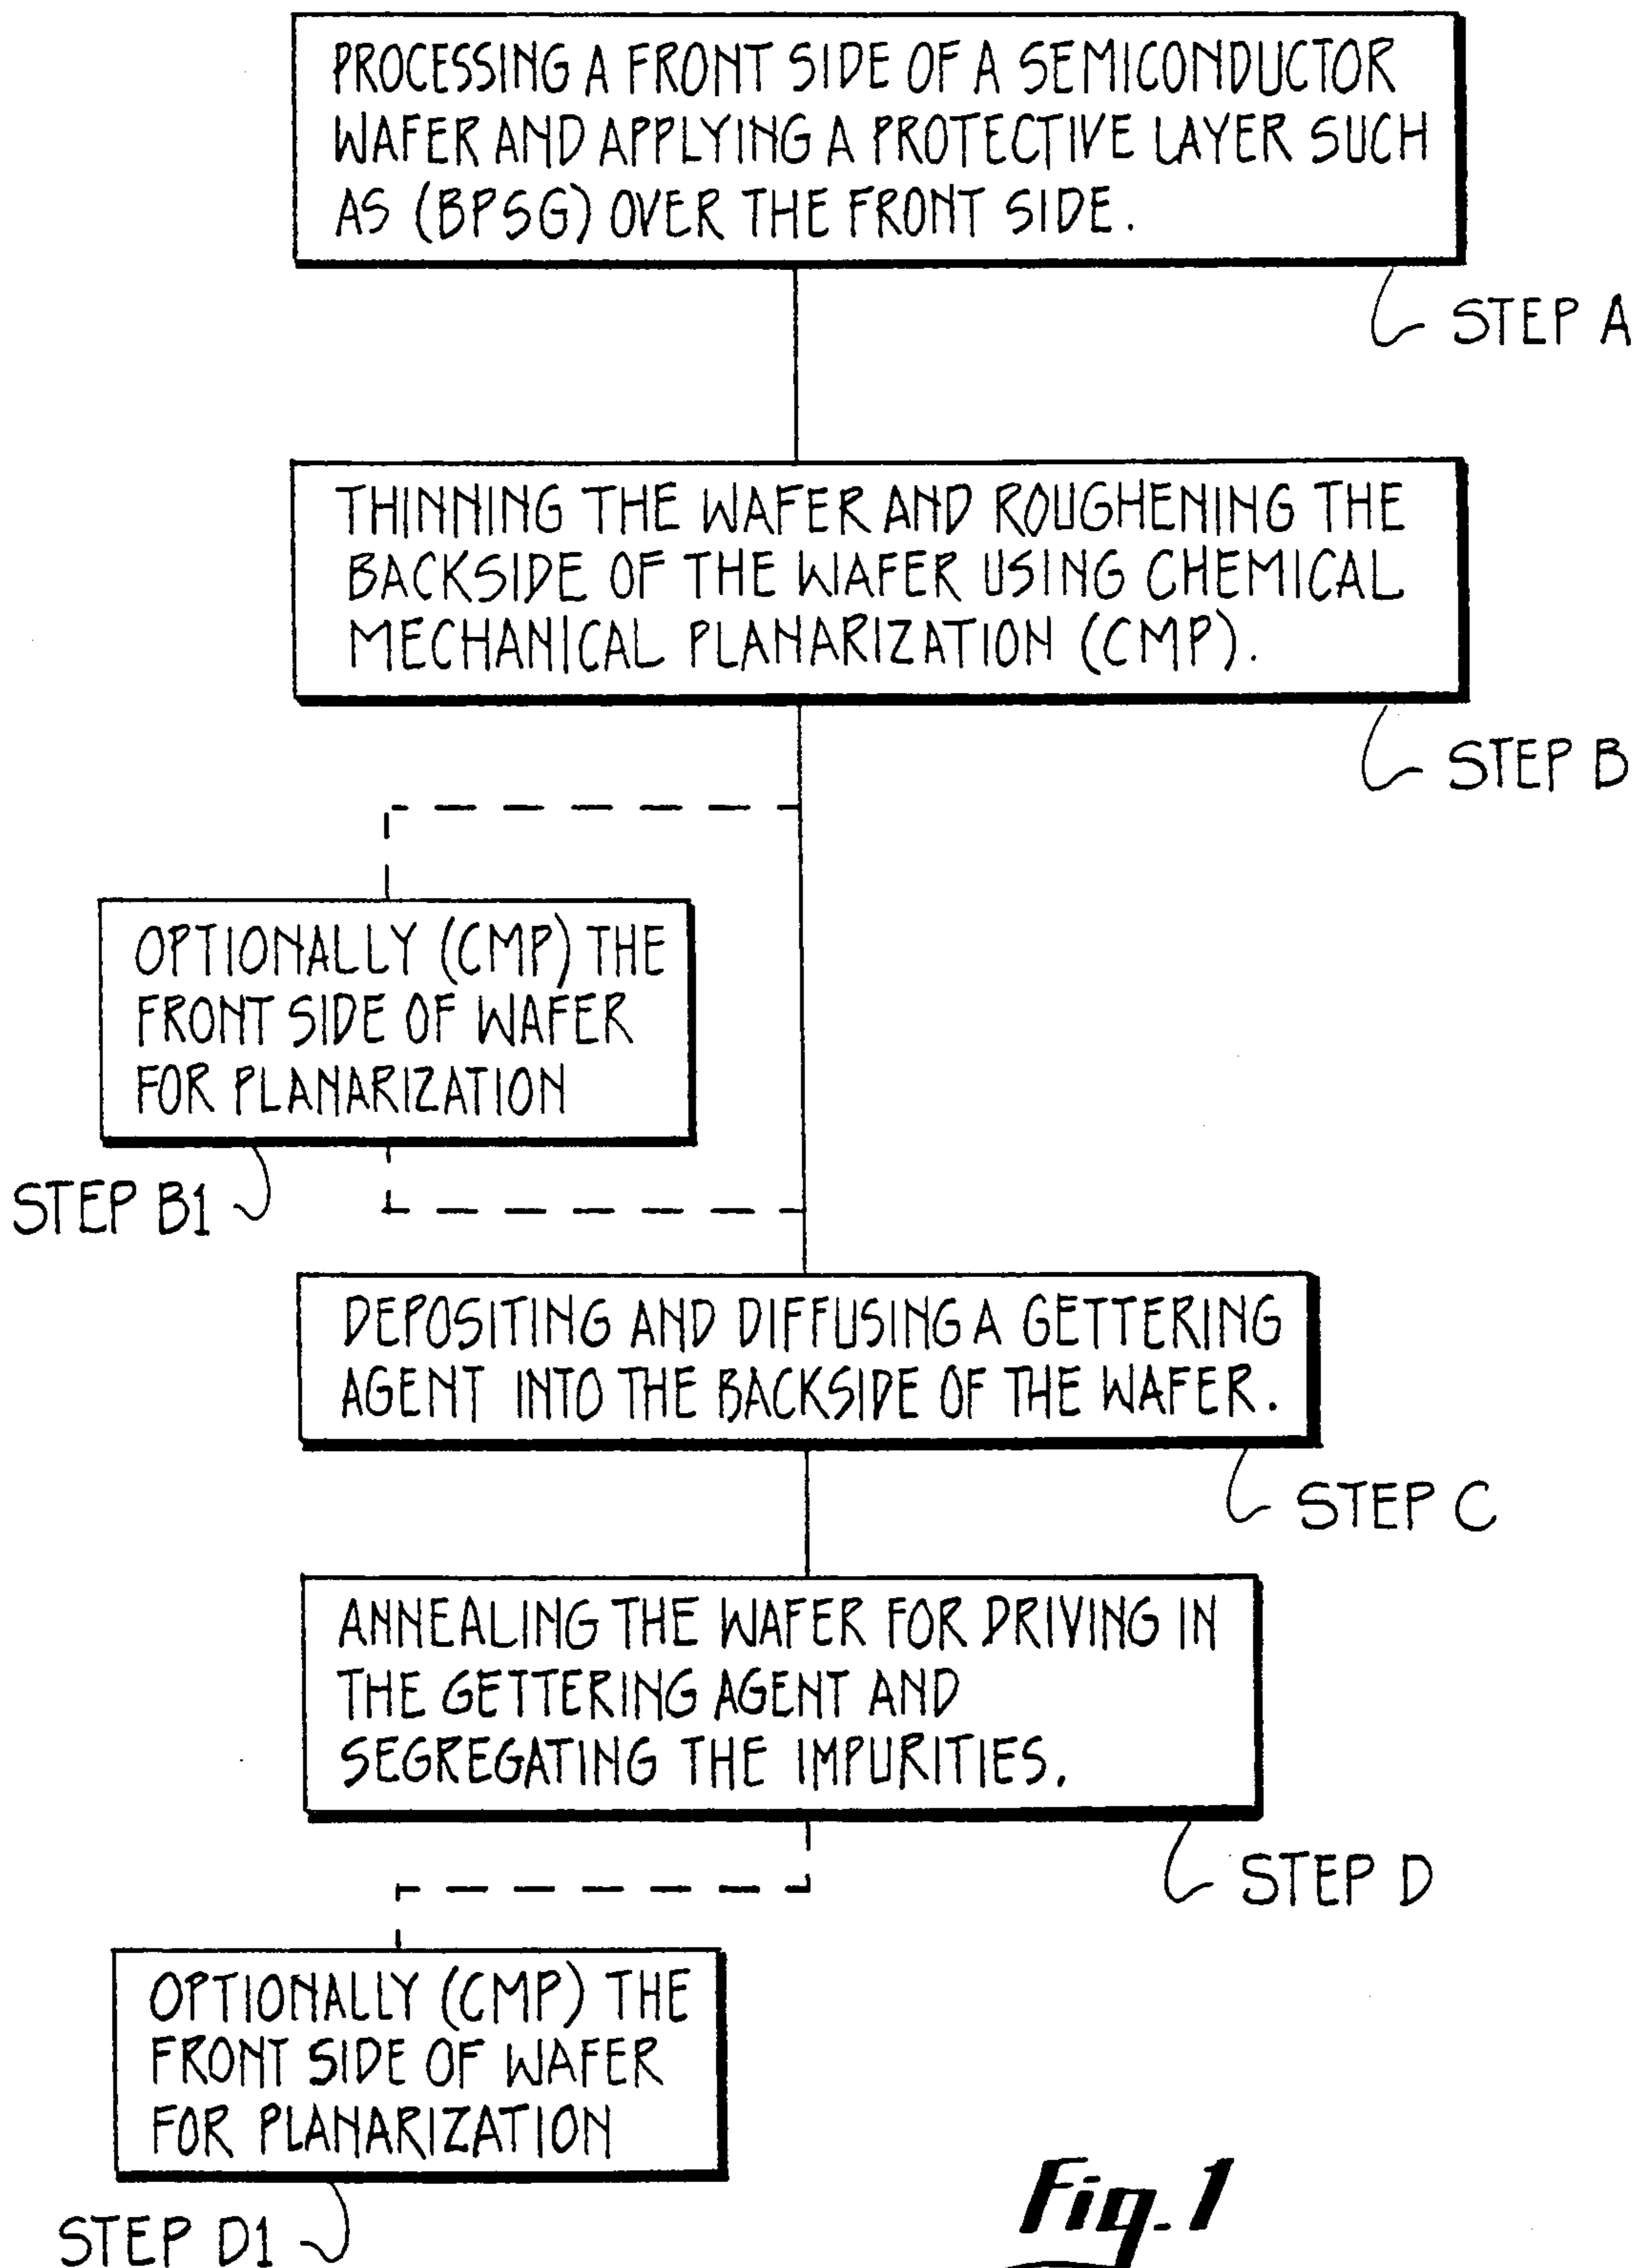 PROCESSING A FRONT SIDE OF A SEMICONDUCTOR
WAFER AND APPLYING A PROTECTIVE LAYER SUCH
AS (BPSG) OVER THE FRONT SIDE.
STEP A
THINNING THE WAFER AND ROUGHENING THE
BACKSIDE OF THE WAFER USING CHEMICAL
MECHANICAL PLANARIZATION (CMP).
STEP B
OPTIONALLY (CMP) THE
FRONT SIDE OF WAFER
FOR PLANARIZATION
STEP B1
DEPOSITING AND DIFFUSING A GETTERING
AGENT INTO THE BACKSIDE OF THE WAFER.
STEP C
ANNEALING THE WAFER FOR DRIVING IN
THE GETTERING AGENT AND
SEGREGATING THE IMPURITIES.
STEP D
OPTIONALLY (CMP) THE
FRONT SIDE OF WAFER
FOR PLANARIZATION
STEP D1
Fig. 1